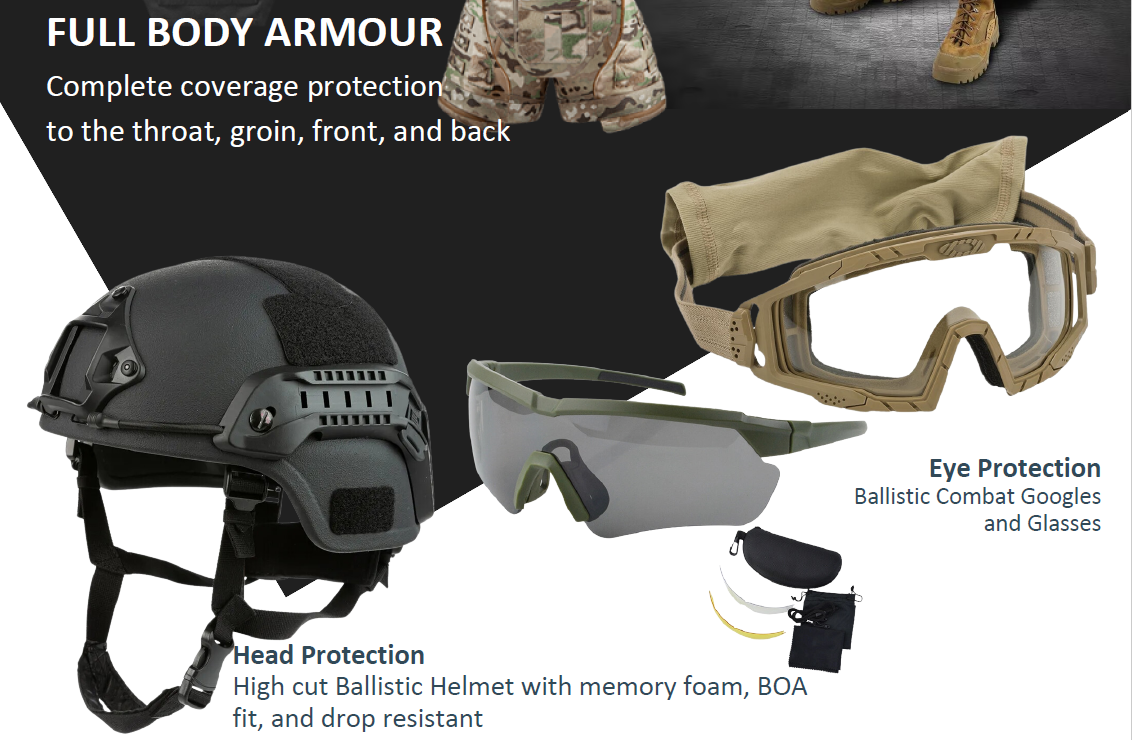 FULL BODY ARMOUR
Complete coverage protection
to the throat, groin, front, and back
Eye Protection
Ballistic Combat Googles
and Glasses
Head Protection
High cut Ballistic Helmet with memory foam, BOA
fit, and drop resistant